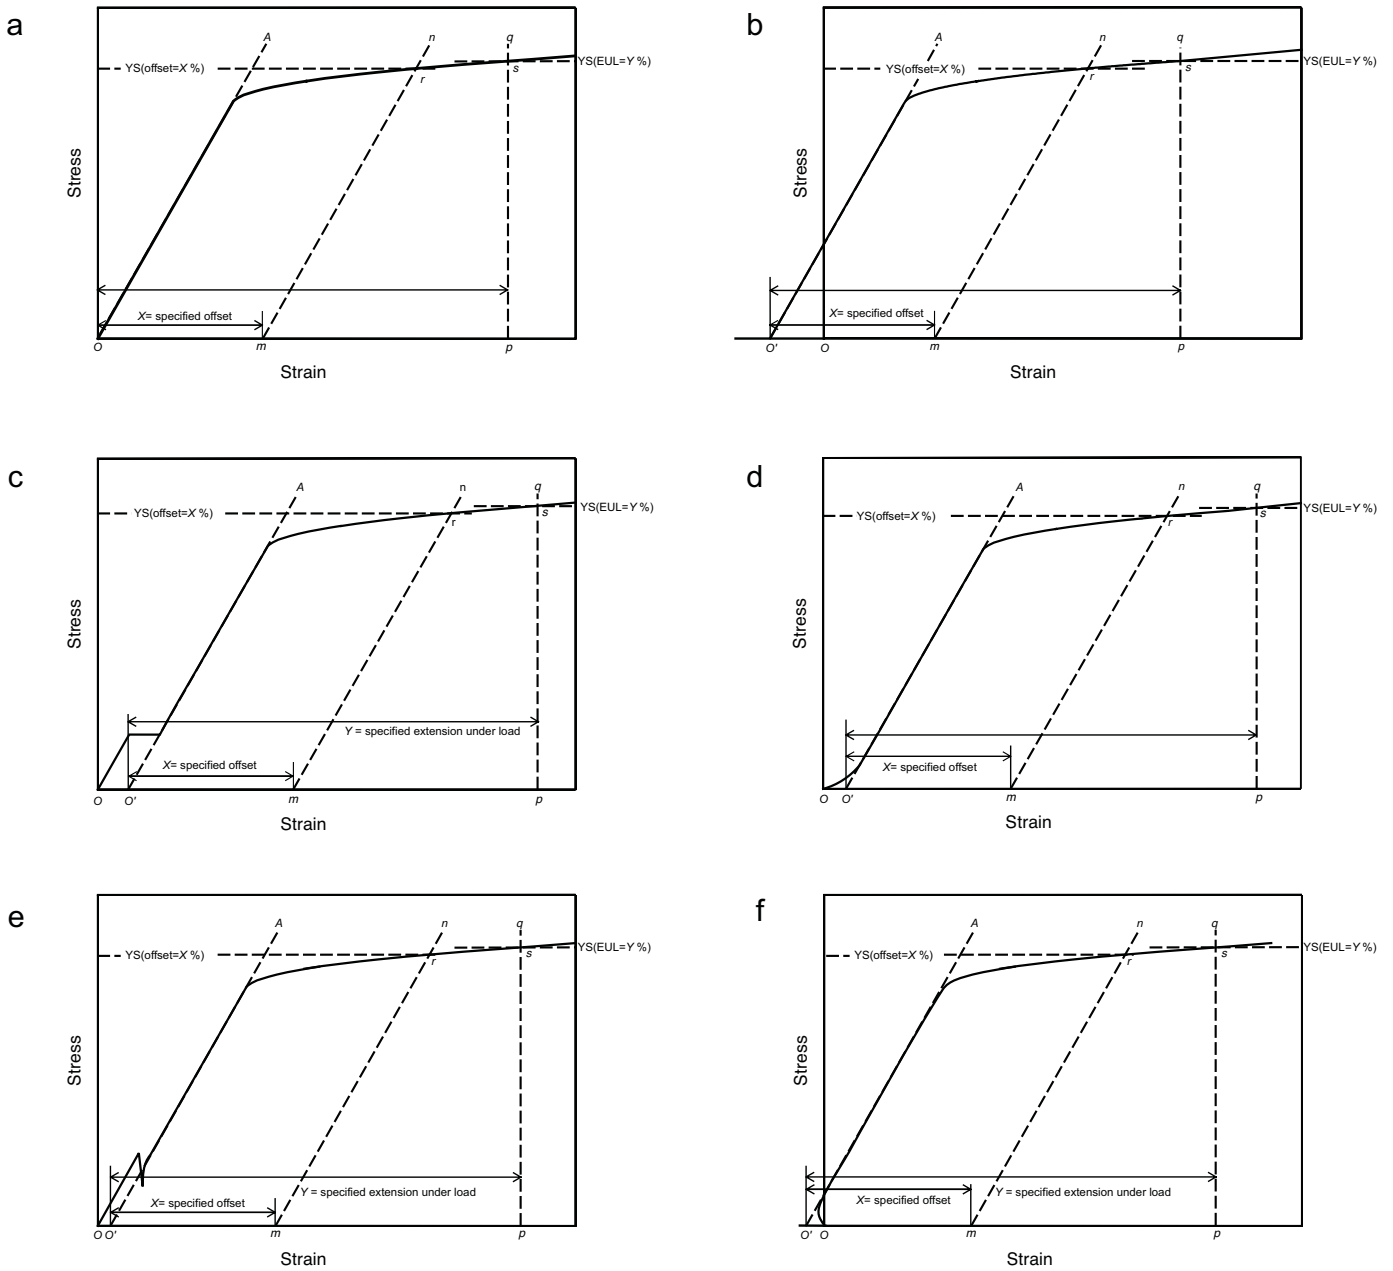 a
A
n
q
YS(offset=X %)
r
s
YS(EUL=Y %)
Stress
X= specified offset
O
m
p
Strain
b
A
n
q
YS(offset=X %)
r
s
YS(EUL=Y %)
Stress
X= specified offset
O'
O
m
p
Strain
c
A
n
q
YS(offset=X %)
r
s
YS(EUL=Y %)
Stress
Y = specified extension under load
X= specified offset
O
O'
m
p
Strain
d
A
n
q
YS(offset=X %)
r
s
YS(EUL=Y %)
Stress
X= specified offset
O
O'
m
p
Strain
e
A
n
q
YS(offset=X %)
r
s
YS(EUL=Y %)
Stress
Y = specified extension under load
X= specified offset
O
O'
m
p
Strain
f
A
n
q
YS(offset=X %)
r
s
YS(EUL=Y %)
Stress
Y = specified extension under load
X= specified offset
O'
O
m
p
Strain